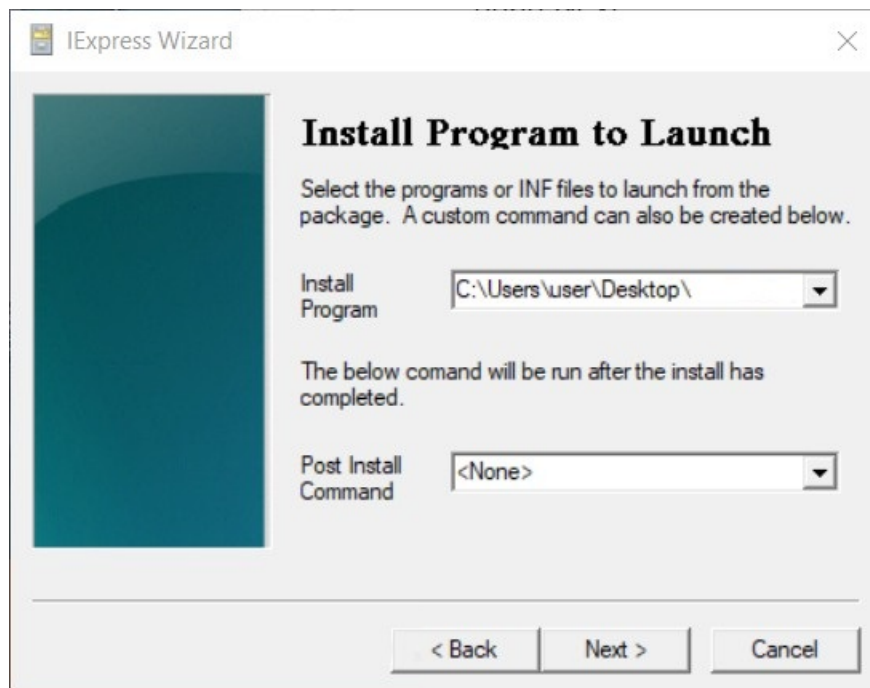 IExpress Wizard
Install Program to Launch
Select the programs or INF files to launch from the
package. A custom command can also be created below.
Install
Program
C:\Users\user\Desktop\
The below comand will be run after the install has
completed.
Post Install
Command
<None>
< Back
Next >
Cancel